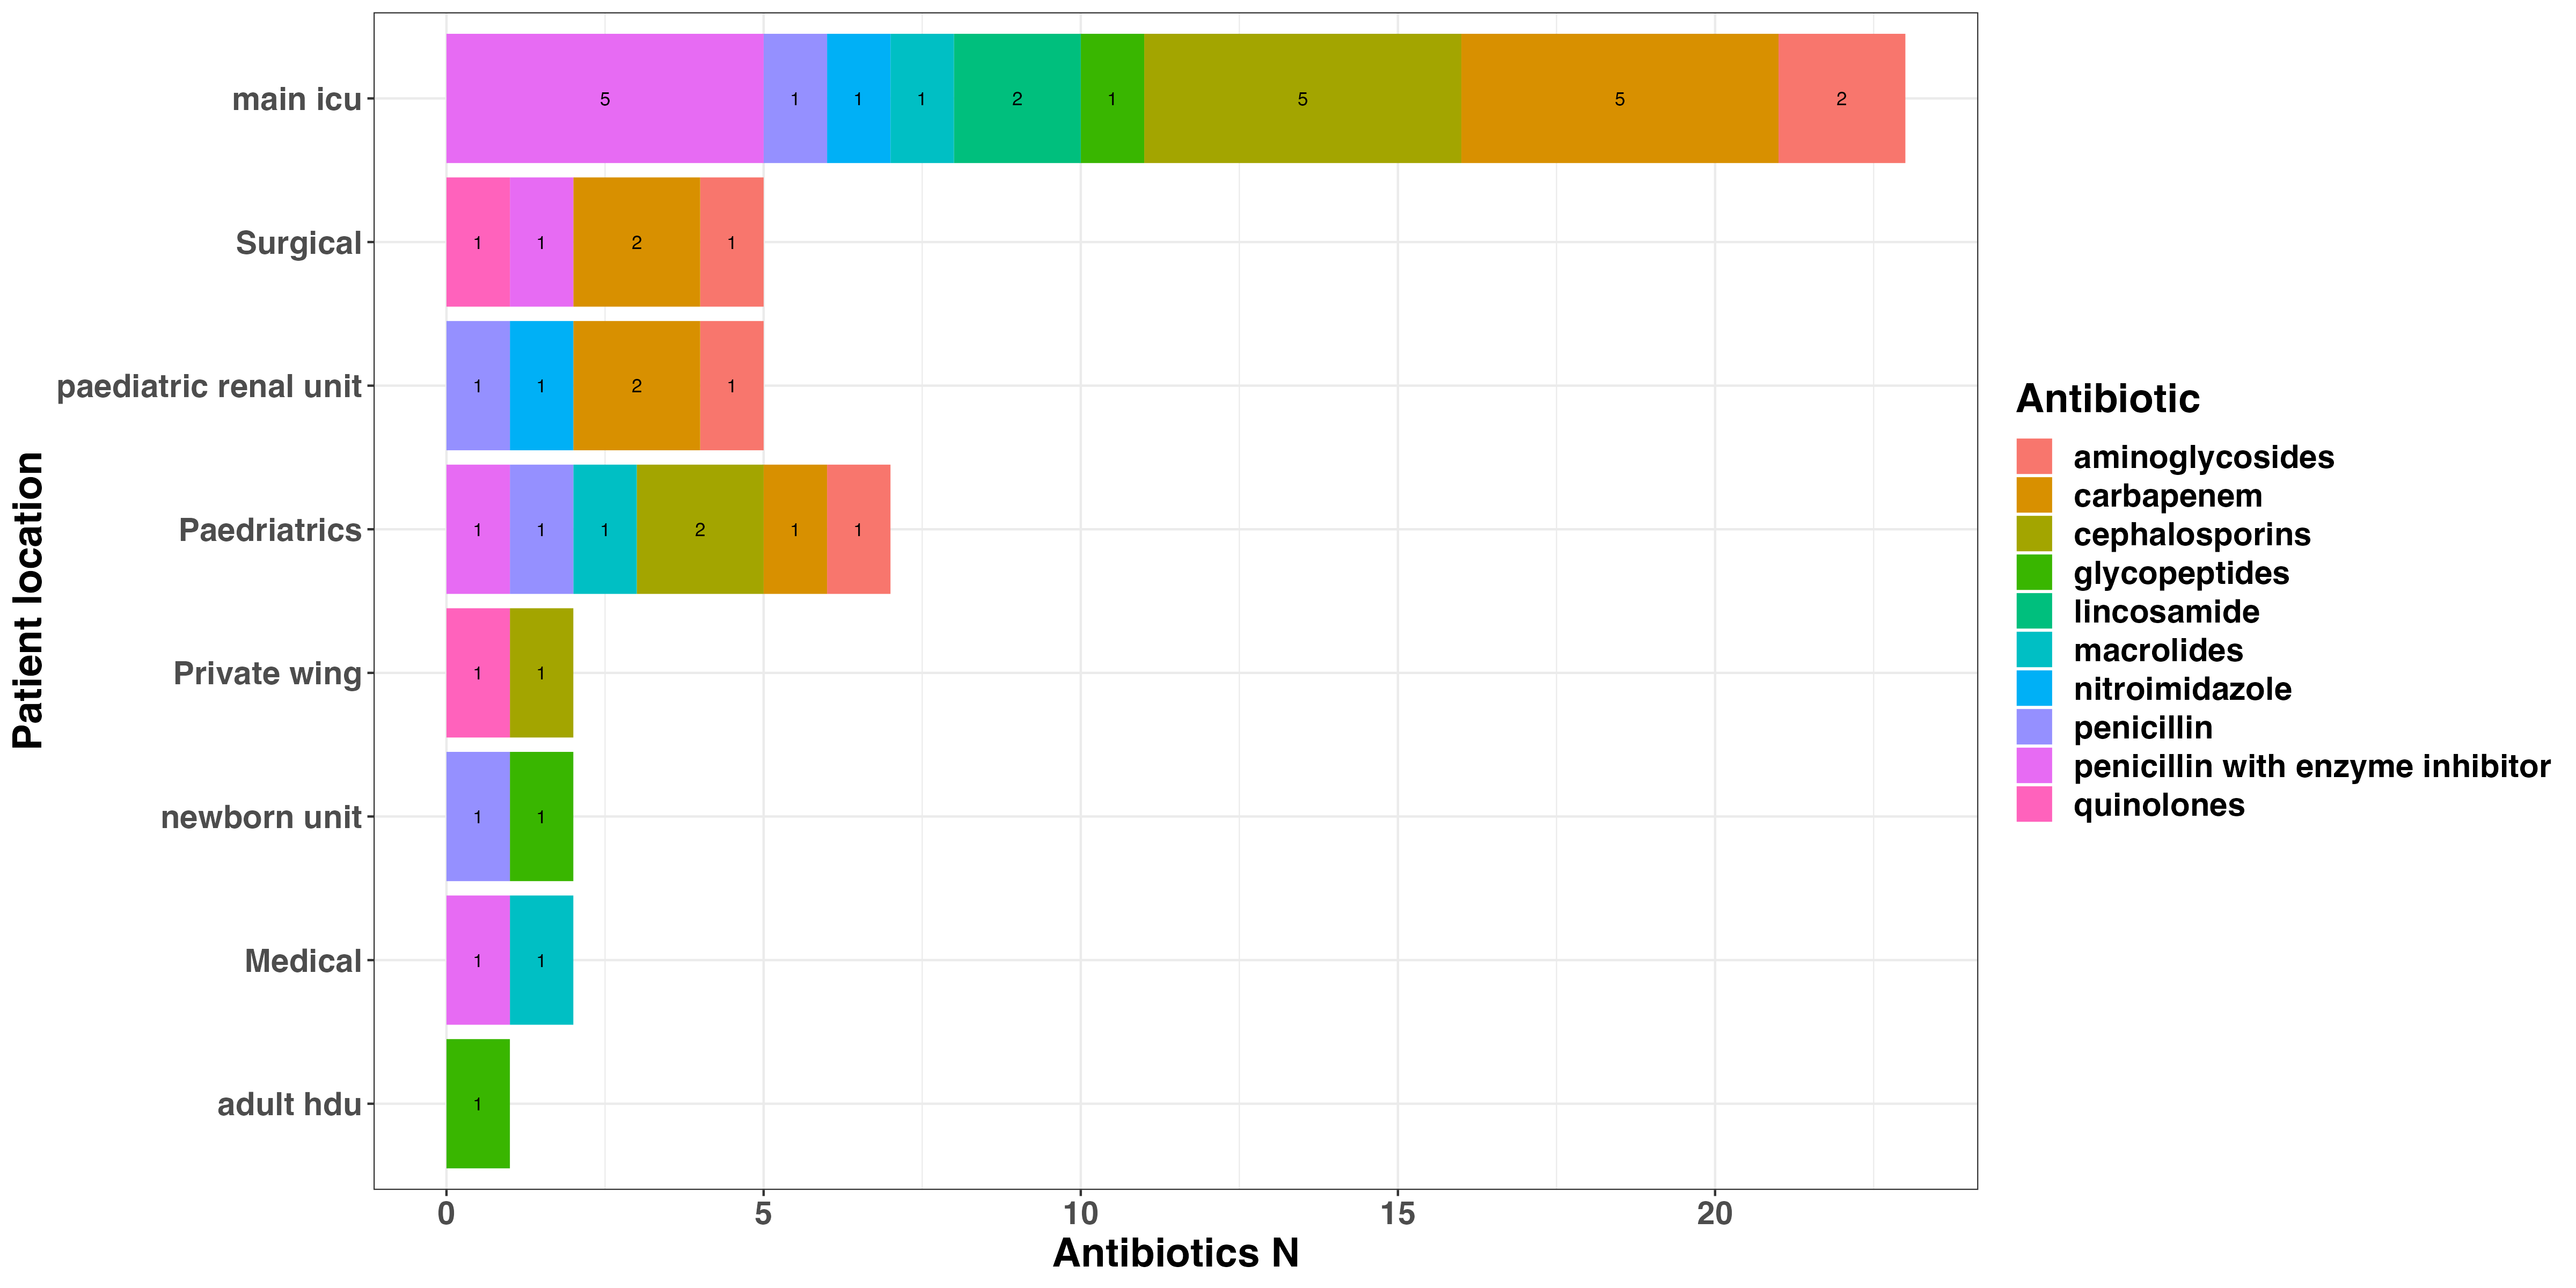 main icu
5 1 1 1 2 1 5 5 2
Surgical
1 1 2 1
paediatric renal unit
1 1 2 1
Paedriatrics
1 1 1 2 1 1
Private wing
1 1
newborn unit
1 1
Medical
1 1
adult hdu
1
Patient location
0 5 10 15 20
Antibiotics N
Antibiotic
aminoglycosides
carbapenem
cephalosporins
glycopeptides
lincosamide
macrolides
nitroimidazole
penicillin
penicillin with enzyme inhibitor
quinolones